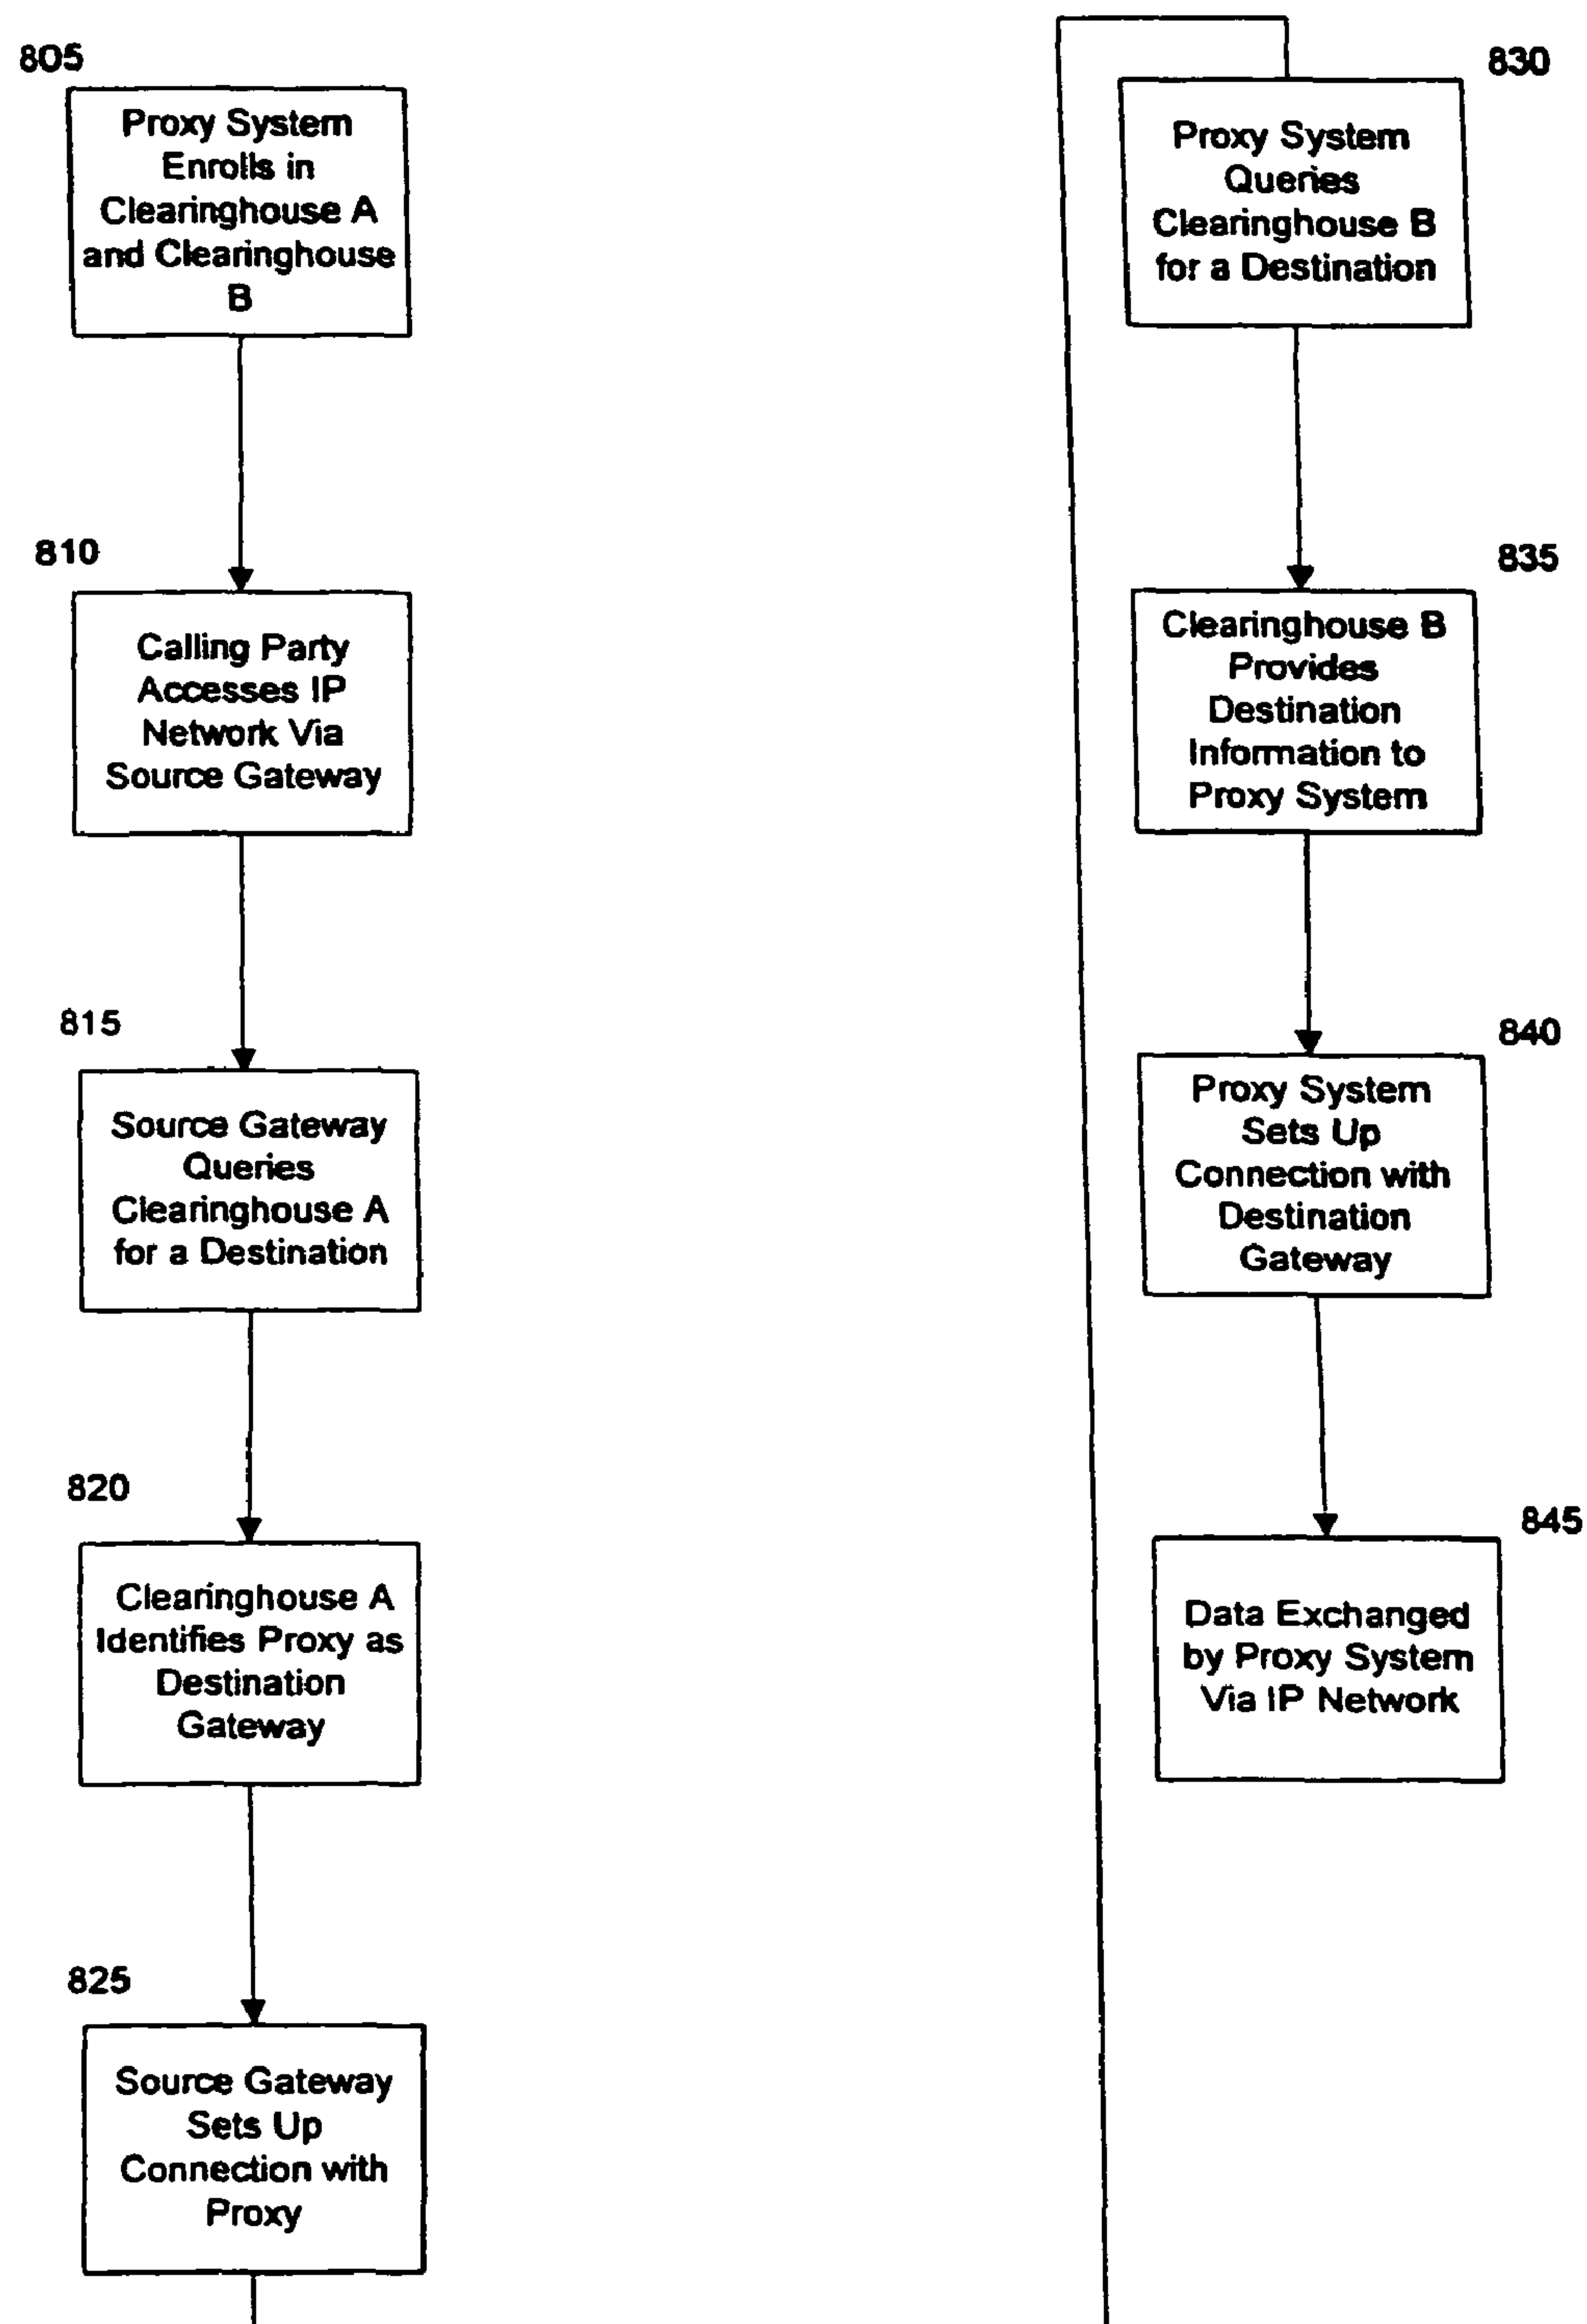 805
Proxy System
Enrolls in
Clearinghouse A
and Clearinghouse
B
810
Calling Party
Accesses IP
Network Via
Source Gateway
815
Source Gateway
Queries
Clearinghouse A
for a Destination
820
Clearinghouse A
Identifies Proxy as
Destination
Gateway
825
Source Gateway
Sets Up
Connection with
Proxy
830
Proxy System
Queries
Clearinghouse B
for a Destination
835
Clearinghouse B
Provides
Destination
Information to
Proxy System
840
Proxy System
Sets Up
Connection with
Destination
Gateway
845
Data Exchanged
by Proxy System
Via IP Network